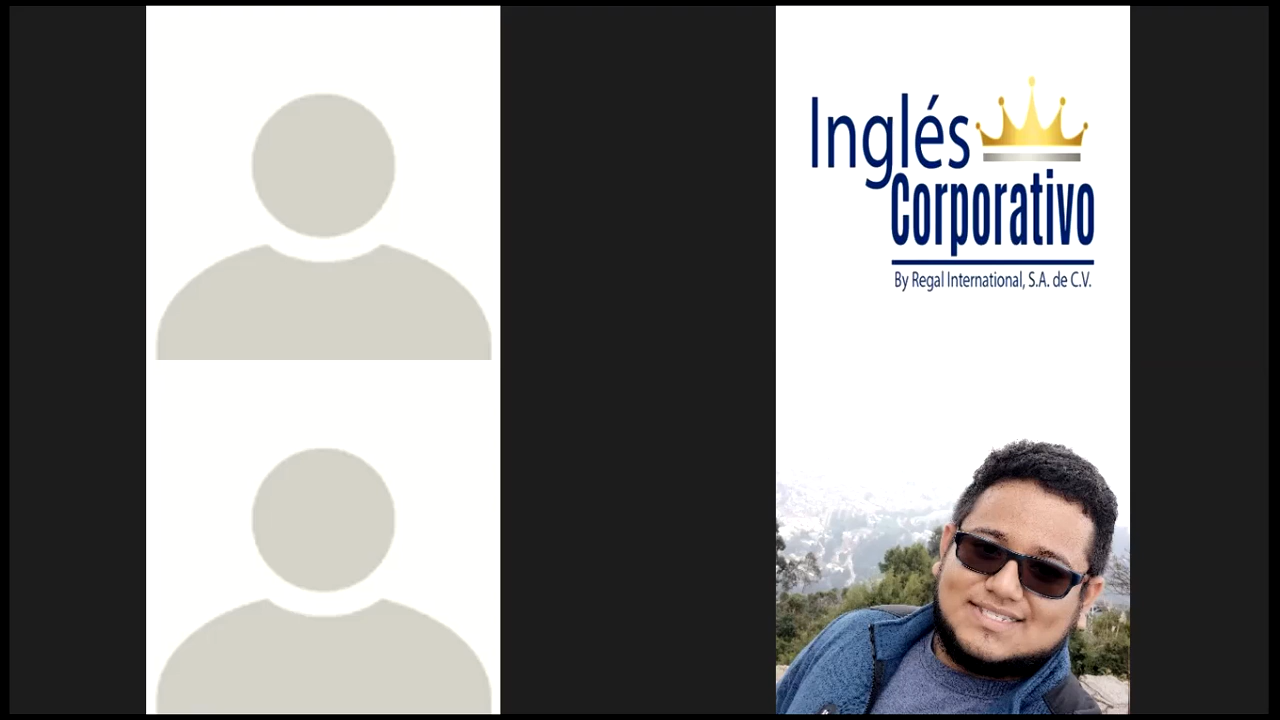 Inglés
Corporativo
By Regal International, S.A. de C.V.